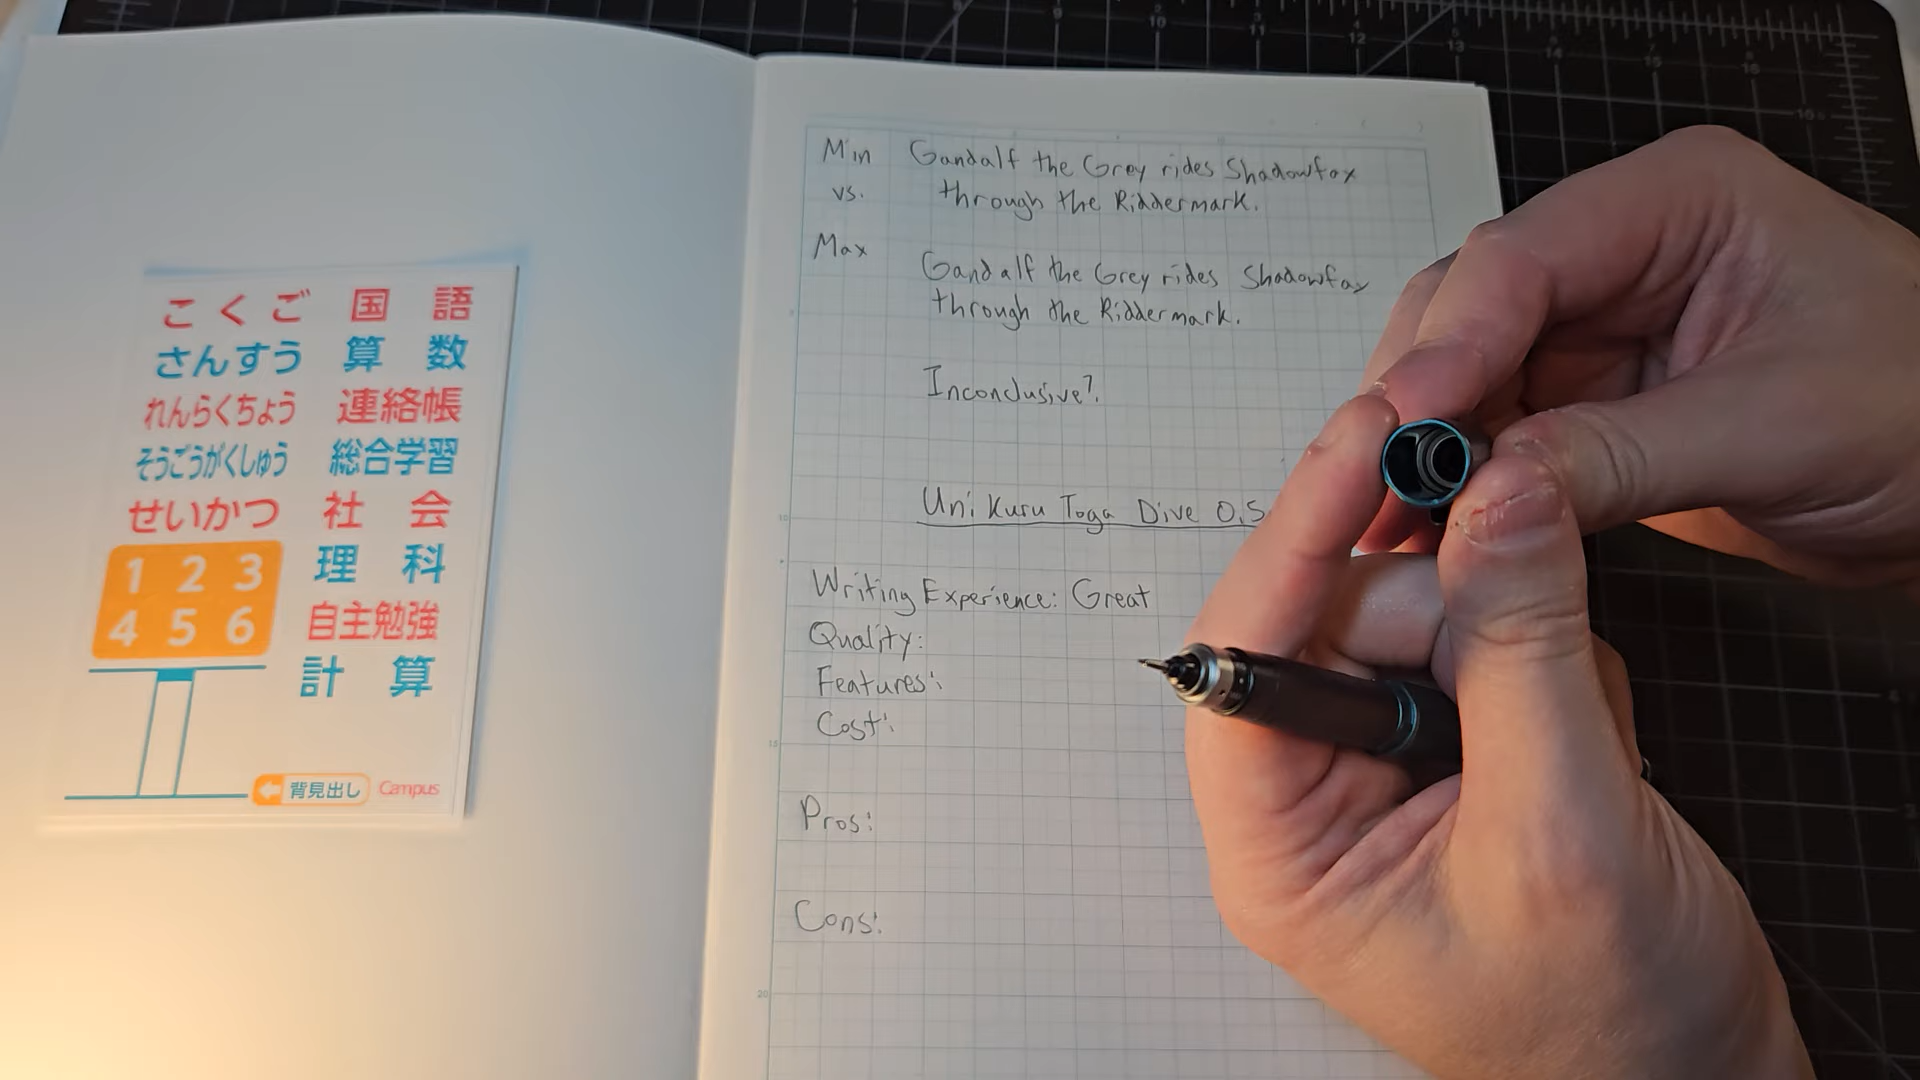 こくご 国語
さんすう 算数
れんらくちょう 連絡帳
そうごうがくしゅう 総合学習
せいかつ 社会
1 2 3 理科
4 5 6 自主勉強
計算
背見出し Campus
Min Gandalf the Grey rides Shadowfax
vs. through the Riddermark.
Max Gandalf the Grey rides Shadowfax
through the Riddermark.
Inconclusive?
Uni Kuru Toga Dive 0.5
Writing Experience: Great
Quality:
Features:
Cost:
Pros:
Cons: